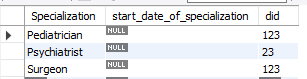 Specialization start_date_of_specialization did
Pediatrician NULL 123
Psychiatrist NULL 23
Surgeon NULL 123